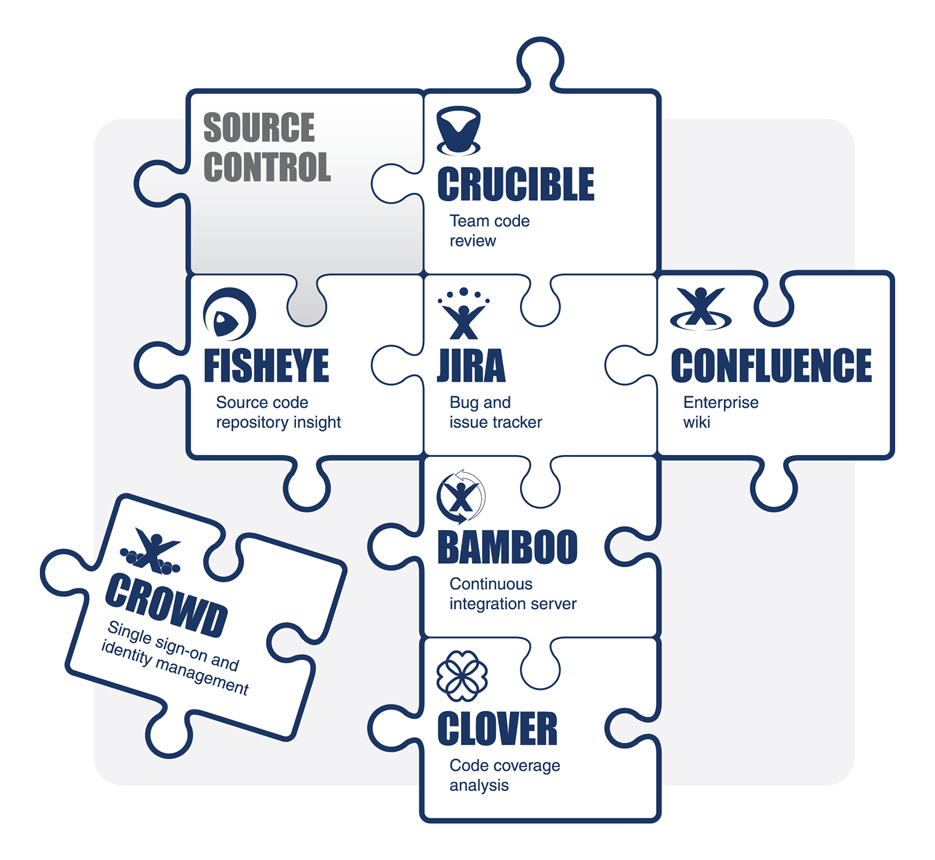 SOURCE
CONTROL
CRUCIBLE
Team code
review
FISHEYE
Source code
repository insight
JIRA
Bug and
issue tracker
CONFLUENCE
Enterprise
wiki
BAMBOO
Continuous
integration server
CROWD
Single sign-on and
identity management
CLOVER
Code coverage
analysis